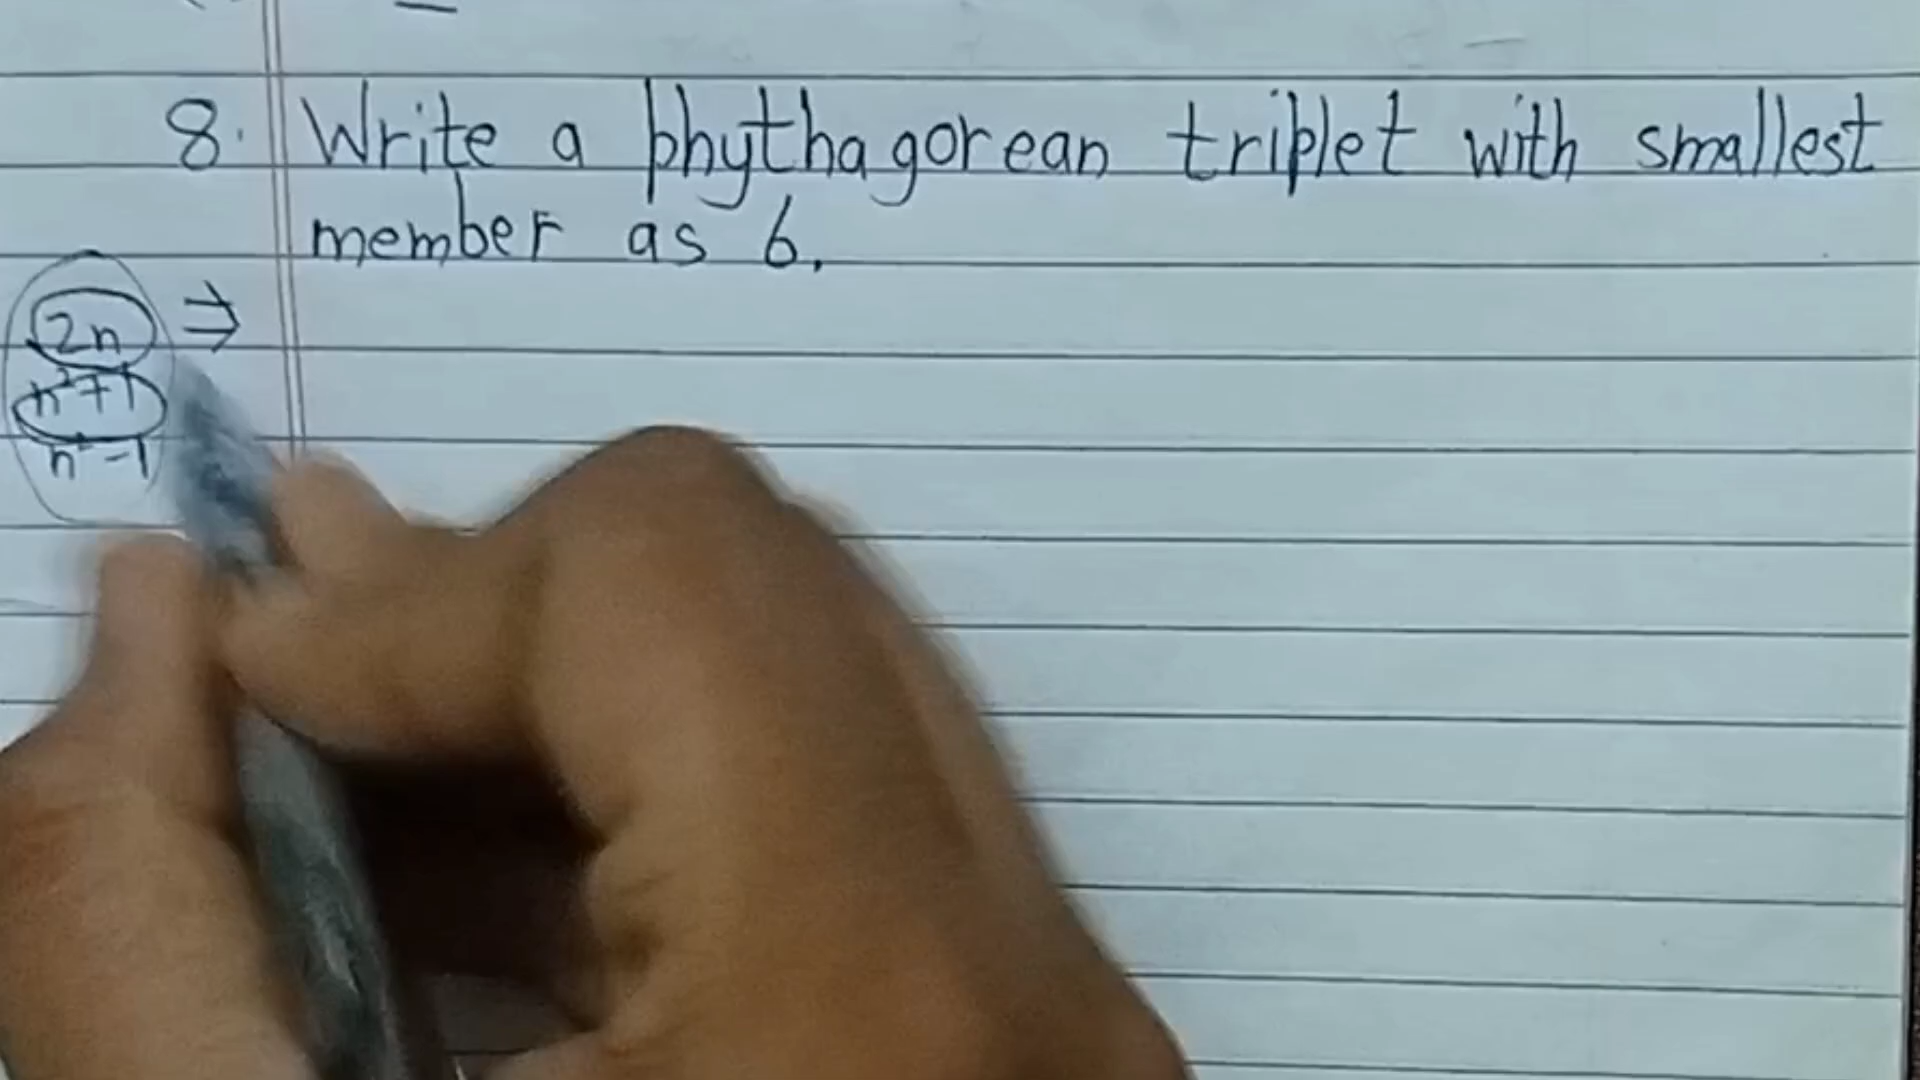 8. Write a phythagorean triplet with smallest
member as 6.
2n ⇒
n²+1
n²-1